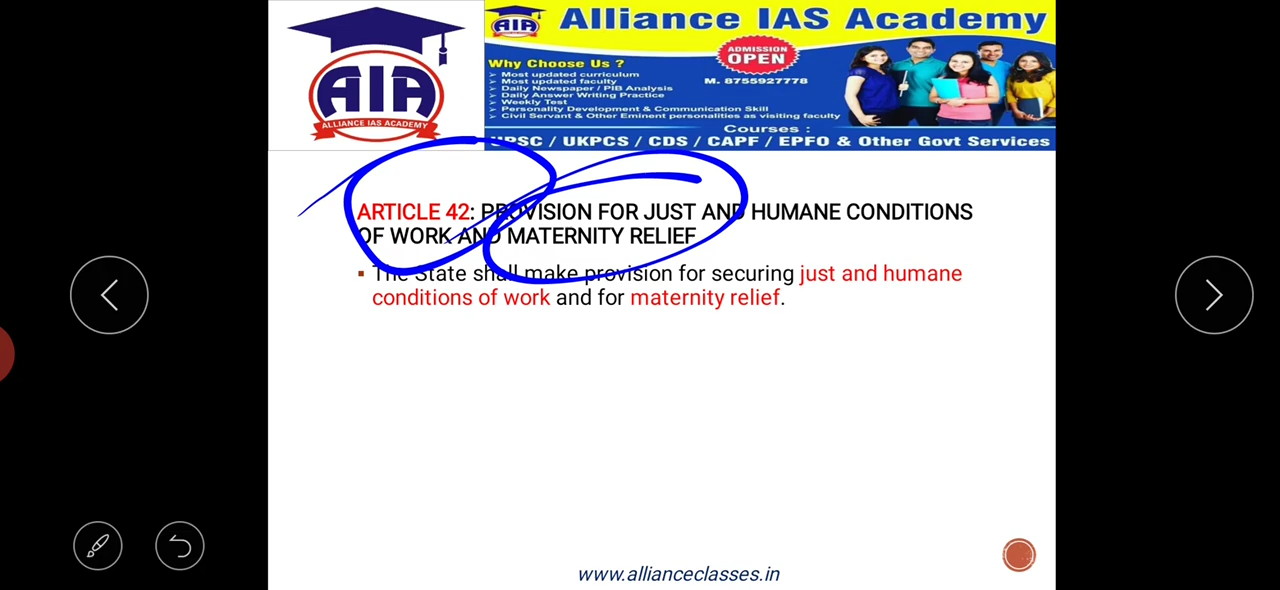 AIA
ALLIANCE IAS ACADEMY
AIA
Alliance IAS Academy
Why Choose Us ?
➢ Most updated curriculum
➢ Most updated faculty
➢ Daily Newspaper / PIB Analysis
➢ Daily Answer Writing Practice
➢ Weekly Test
➢ Personality Development & Communication Skill
➢ Civil Servant & Other Eminent personalities as visiting faculty
ADMISSION
OPEN
M. 8755927778
Courses :
UPSC / UKPCS / CDS / CAPF / EPFO & Other Govt Services
ARTICLE 42: PROVISION FOR JUST AND HUMANE CONDITIONS
OF WORK AND MATERNITY RELIEF
▪ The State shall make provision for securing just and humane
conditions of work and for maternity relief.
www.allianceclasses.in